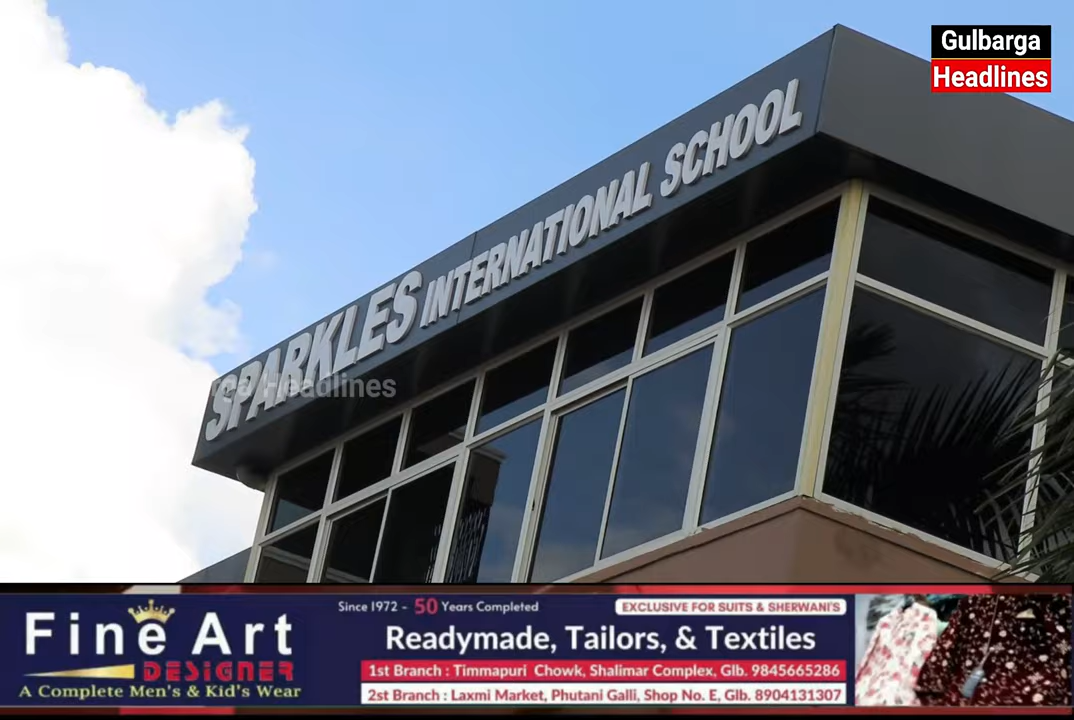 Gulbarga
Headlines
SPARKLES INTERNATIONAL SCHOOL
Headlines
Fine Art
DESIGNER
A Complete Men's & Kid's Wear
Since 1972 - 50 Years Completed
EXCLUSIVE FOR SUITS & SHERWANI'S
Readymade, Tailors, & Textiles
1st Branch : Timmapuri Chowk, Shalimar Complex, Glb. 9845665286
2st Branch : Laxmi Market, Phutani Galli, Shop No. E, Glb. 8904131307